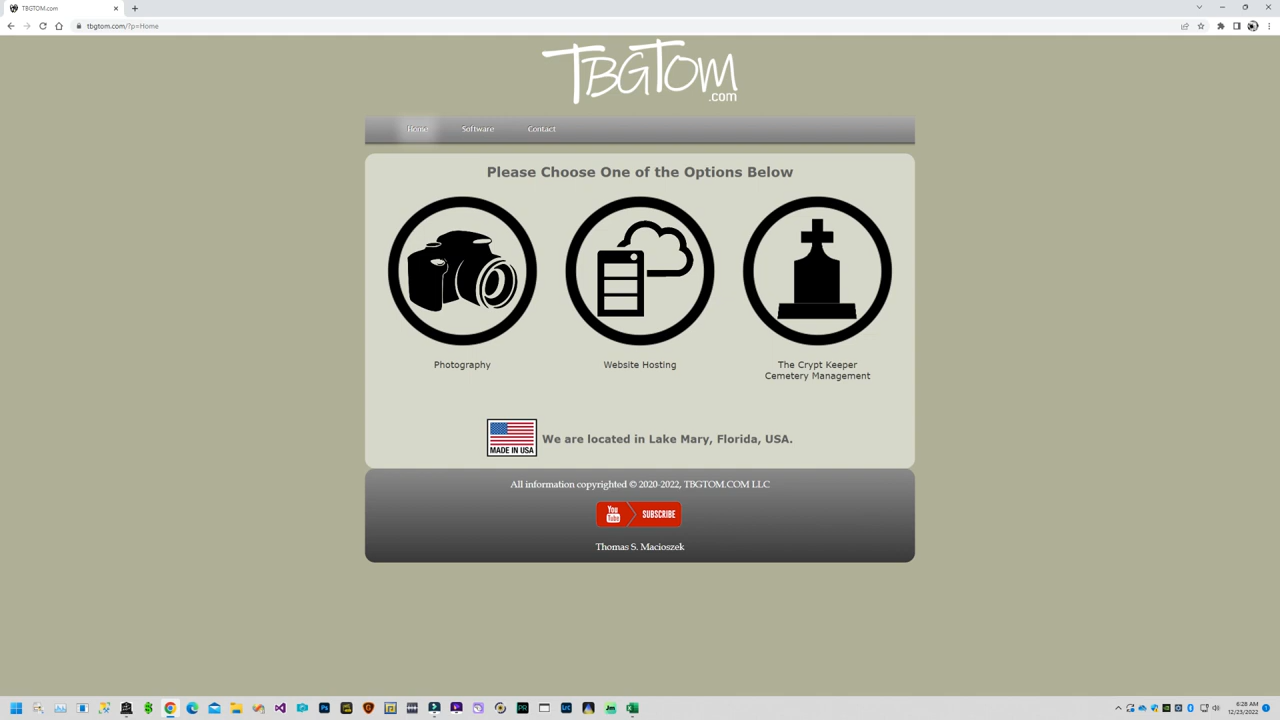 TBGTOM.com
tbgtom.com/?p=Home
TBGTOM
.com
Home Software Contact
Please Choose One of the Options Below
Photography
Website Hosting
The Crypt Keeper
Cemetery Management
MADE IN USA
We are located in Lake Mary, Florida, USA.
All information copyrighted © 2020-2022, TBGTOM.COM LLC
You
Tube
SUBSCRIBE
Thomas S. Macioszek
6:28 AM
12/23/2022